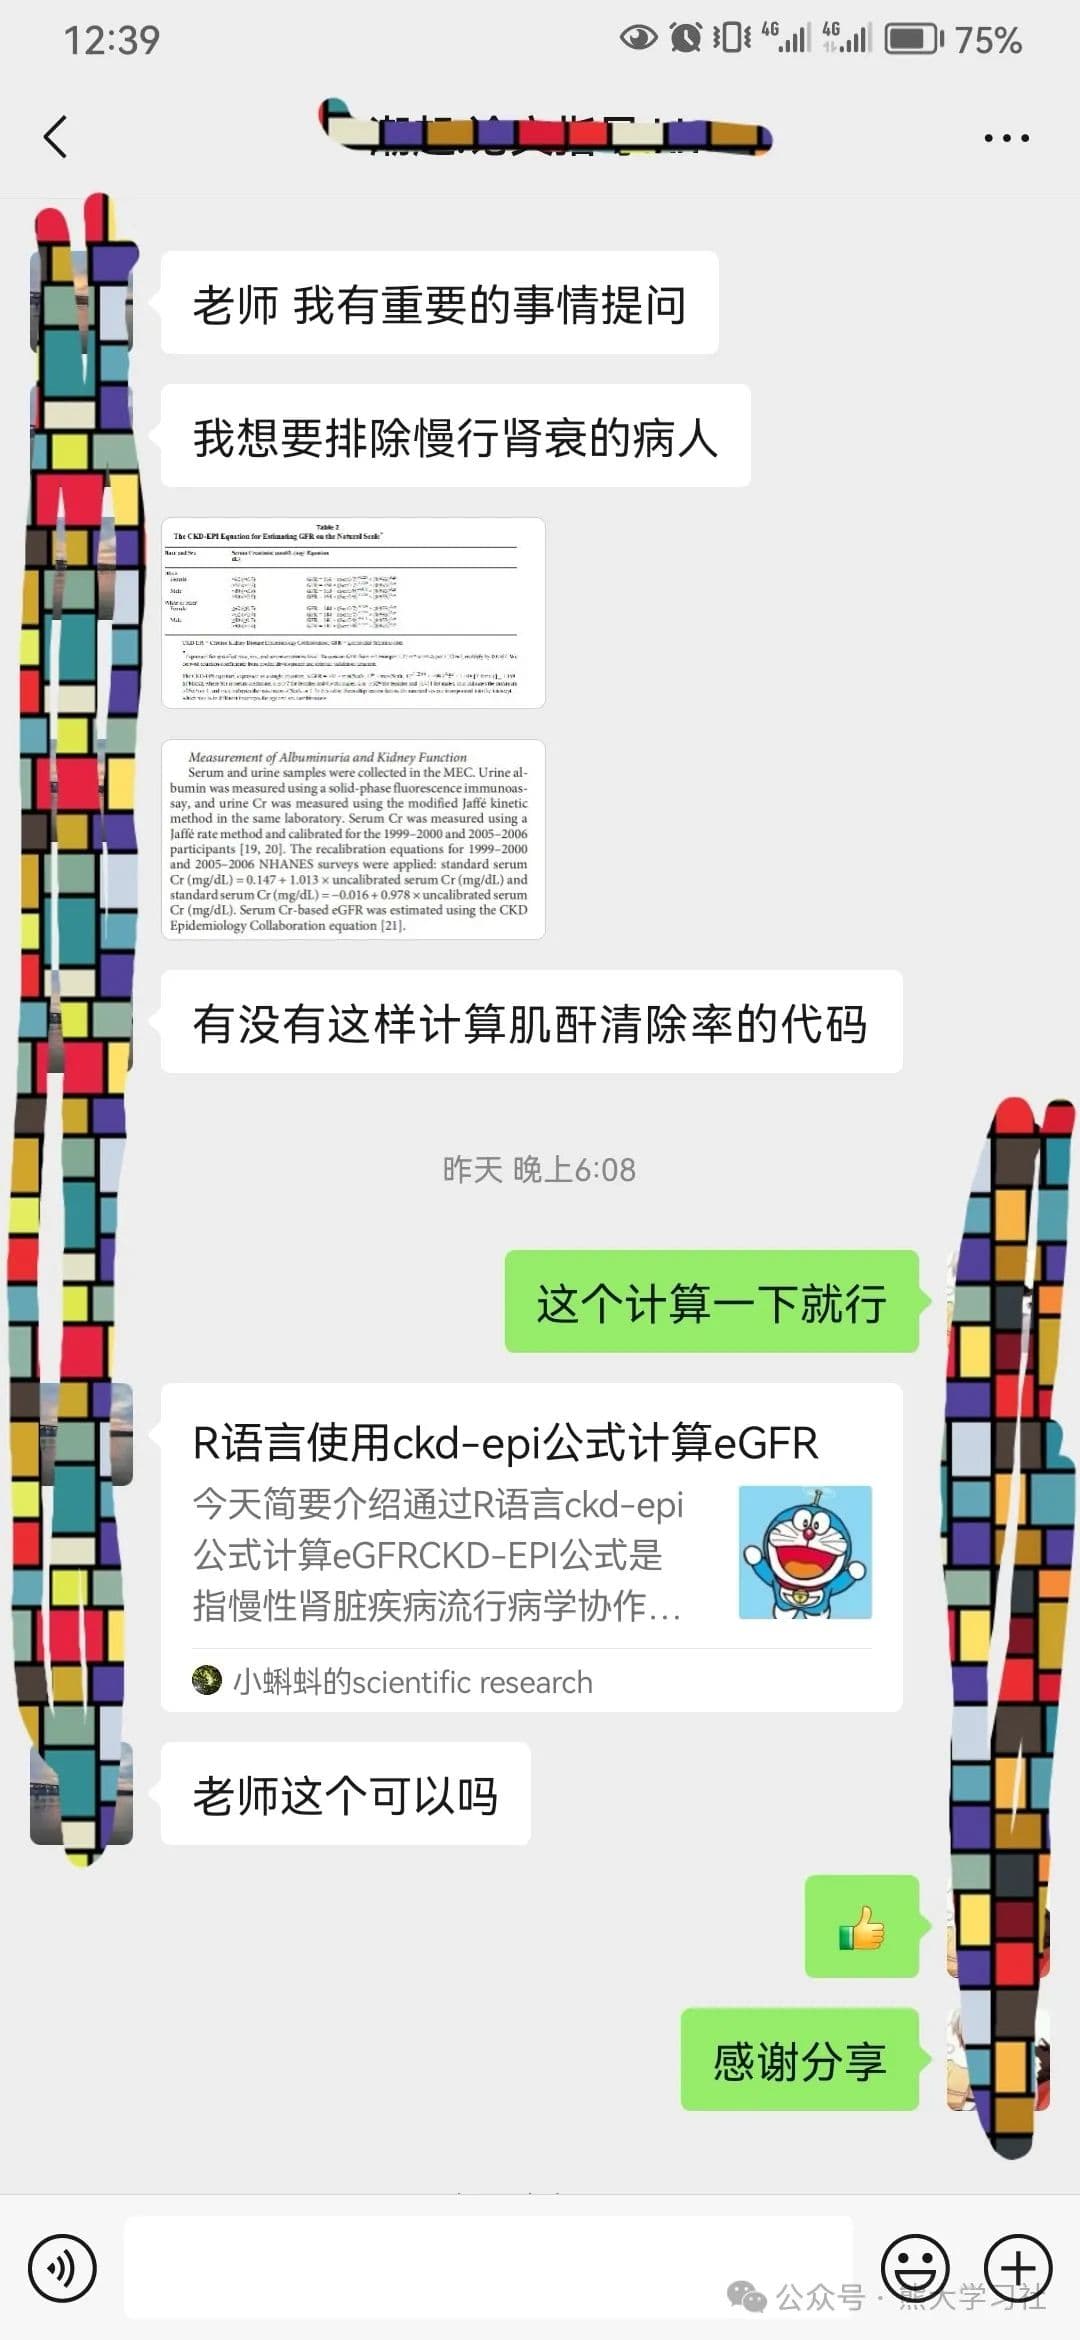 12:39
4G 4G 75%
老师 我有重要的事情提问
我想要排除慢行肾衰的病人
Table 2
The CKD-EPI Equation for Estimating GFR on the Natural Scale*
Measurement of Albuminuria and Kidney Function
Serum and urine samples were collected in the MEC. Urine al-
bumin was measured using a solid-phase fluorescence immunoas-
say, and urine Cr was measured using the modified Jaffé kinetic
method in the same laboratory. Serum Cr was measured using a
Jaffé rate method and calibrated for the 1999–2000 and 2005–2006
participants [19, 20]. The recalibration equations for 1999–2000
and 2005–2006 NHANES surveys were applied: standard serum
Cr (mg/dL) = 0.147 + 1.013 × uncalibrated serum Cr (mg/dL) and
standard serum Cr (mg/dL) = −0.016 + 0.978 × uncalibrated serum
Cr (mg/dL). Serum Cr-based eGFR was estimated using the CKD
Epidemiology Collaboration equation [21].
有没有这样计算肌酐清除率的代码
昨天 晚上6:08
这个计算一下就行
R语言使用ckd-epi公式计算eGFR
今天简要介绍通过R语言ckd-epi
公式计算eGFRCKD-EPI公式是
指慢性肾脏疾病流行病学协作…
小蝌蚪的scientific research
老师这个可以吗
感谢分享
公众号 · 熊大学习社